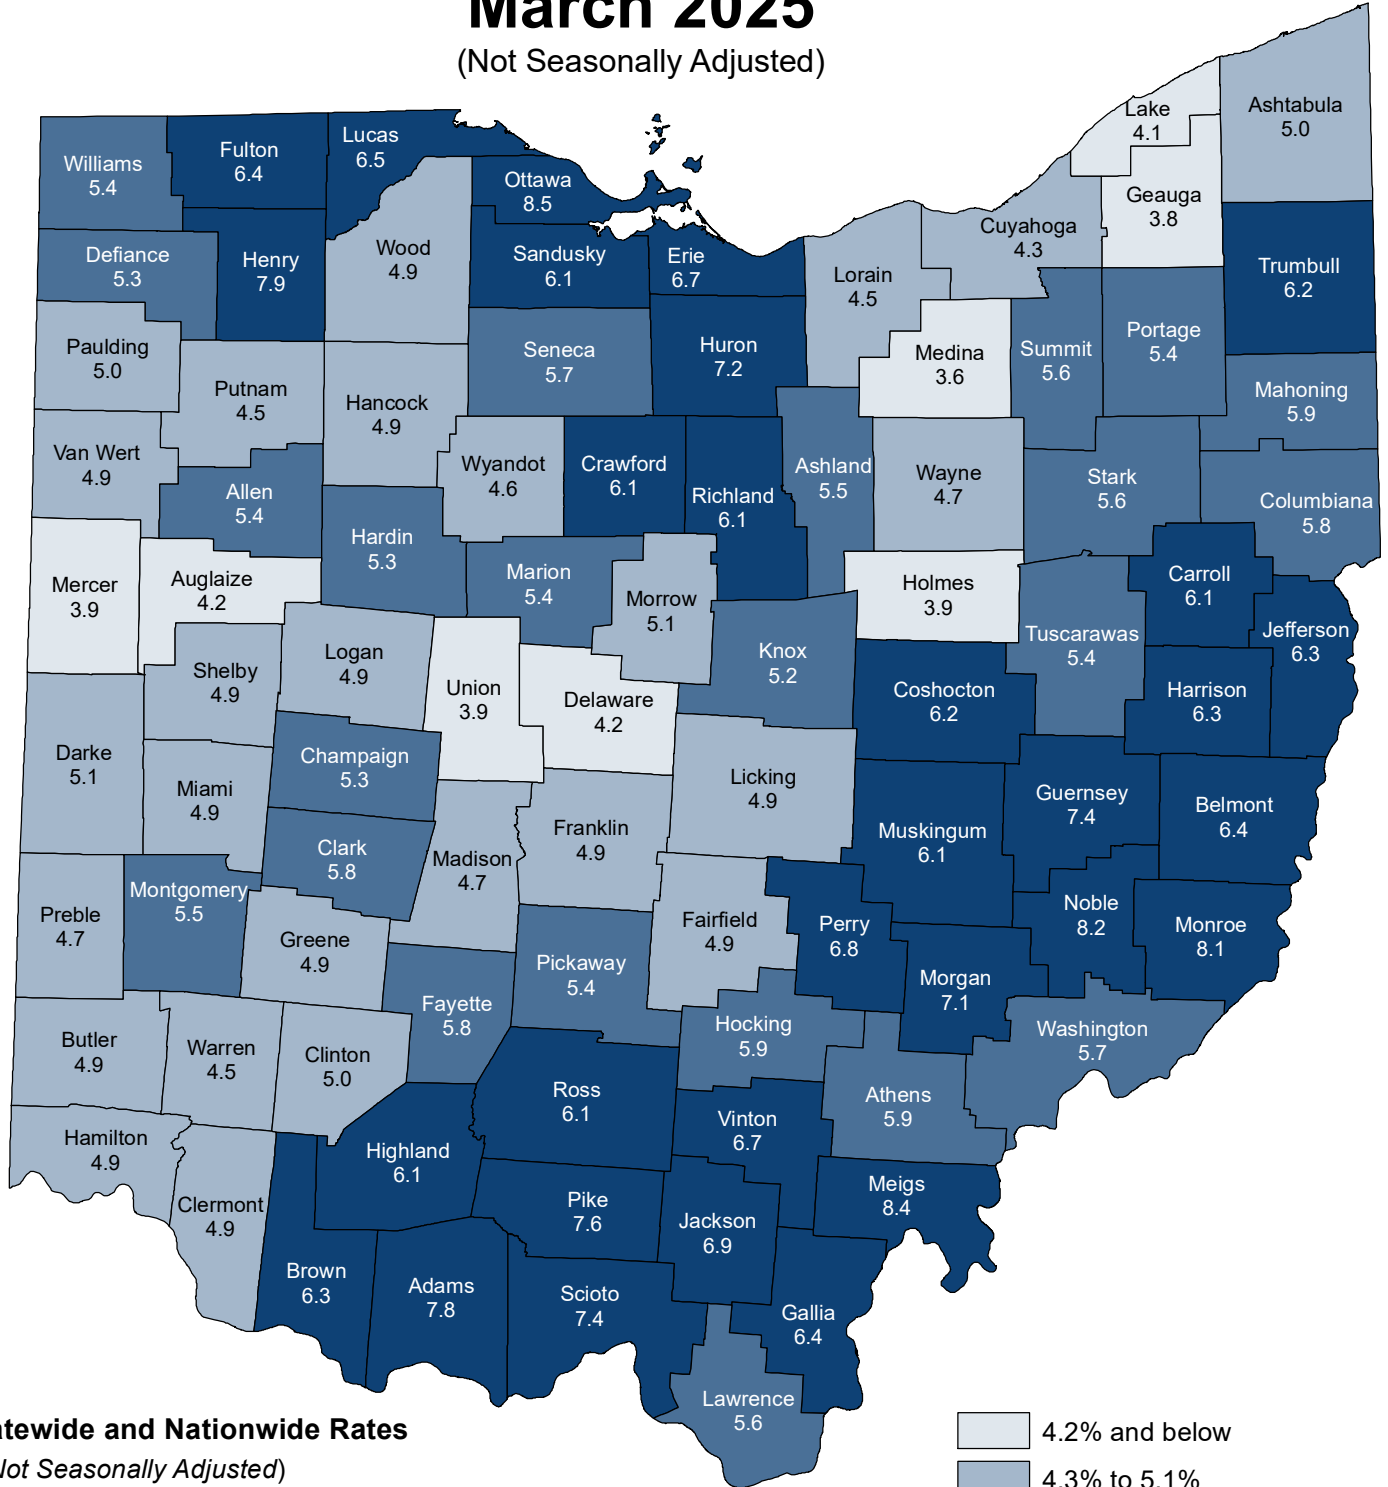 March 2025
(Not Seasonally Adjusted)
Lake
4.1
Ashtabula
5.0
Williams
5.4
Fulton
6.4
Lucas
6.5
Ottawa
8.5
Geauga
3.8
Cuyahoga
4.3
Defiance
5.3
Henry
7.9
Wood
4.9
Sandusky
6.1
Erie
6.7
Lorain
4.5
Trumbull
6.2
Paulding
5.0
Putnam
4.5
Hancock
4.9
Seneca
5.7
Huron
7.2
Medina
3.6
Summit
5.6
Portage
5.4
Mahoning
5.9
Van Wert
4.9
Allen
5.4
Wyandot
4.6
Crawford
6.1
Richland
6.1
Ashland
5.5
Wayne
4.7
Stark
5.6
Columbiana
5.8
Mercer
3.9
Auglaize
4.2
Hardin
5.3
Marion
5.4
Morrow
5.1
Holmes
3.9
Carroll
6.1
Jefferson
6.3
Shelby
4.9
Logan
4.9
Union
3.9
Delaware
4.2
Knox
5.2
Coshocton
6.2
Tuscarawas
5.4
Harrison
6.3
Darke
5.1
Miami
4.9
Champaign
5.3
Licking
4.9
Guernsey
7.4
Belmont
6.4
Clark
5.8
Madison
4.7
Franklin
4.9
Muskingum
6.1
Preble
4.7
Montgomery
5.5
Greene
4.9
Fayette
5.8
Pickaway
5.4
Fairfield
4.9
Perry
6.8
Morgan
7.1
Noble
8.2
Monroe
8.1
Butler
4.9
Warren
4.5
Clinton
5.0
Hocking
5.9
Washington
5.7
Hamilton
4.9
Ross
6.1
Vinton
6.7
Athens
5.9
Clermont
4.9
Highland
6.1
Pike
7.6
Jackson
6.9
Meigs
8.4
Brown
6.3
Adams
7.8
Scioto
7.4
Gallia
6.4
Lawrence
5.6
atewide and Nationwide Rates
Not Seasonally Adjusted)
4.2% and below
4.3% to 5.1%